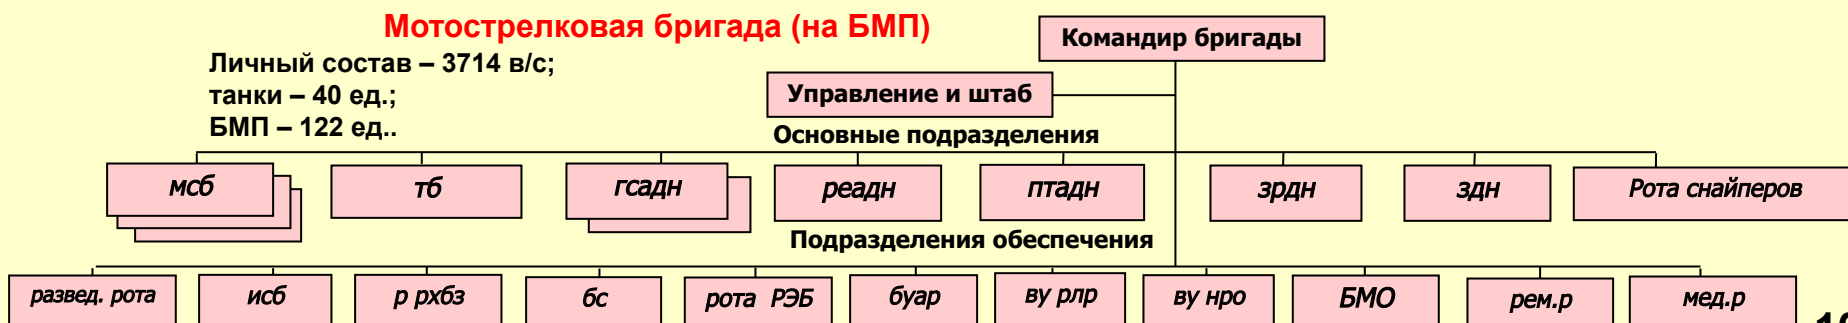 Мотострелковая бригада (на БМП)
Командир бригады
Личный состав – 3714 в/с;
танки – 40 ед.;
БМП – 122 ед..
Управление и штаб
Основные подразделения
мсб
тб
гсадн
реадн
птадн
зрдн
здн
Рота снайперов
Подразделения обеспечения
развед. рота
исб
р рхбз
бс
рота РЭБ
буар
ву рлр
ву нро
БМО
рем.р
мед.р